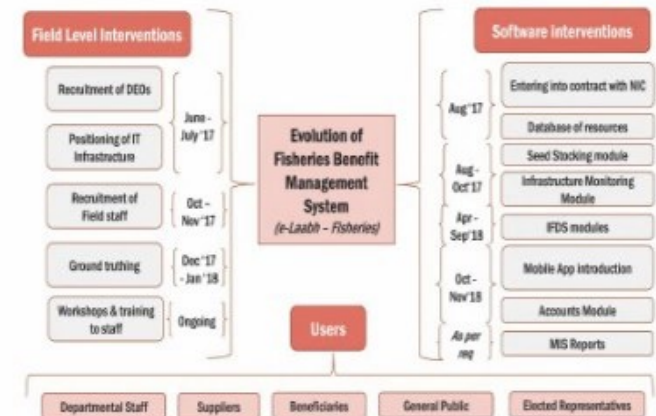 Field Level Interventions
Recruitment of DEOs
Positioning of IT
Infrastructure
June -
July '17
Recruitment of
Field staff
Oct –
Nov'17
Ground truthing
Dec '17
- Jan '18
Workshops & training
to staff
Ongoing
Evolution of
Fisheries Benefit
Management
System
(e-Laabh – Fisheries)
Software Interventions
Aug'17
Entering into contract with NIC
Database of resources
Aug -
Oct'17
Seed Stocking module
Infrastructure Monitoring
Module
Apr -
Sep'18
IFDS modules
Oct -
Nov'18
Mobile App introduction
Accounts Module
As per
req
MIS Reports
Users
Departmental Staff
Suppliers
Beneficiaries
General Public
Elected Representatives